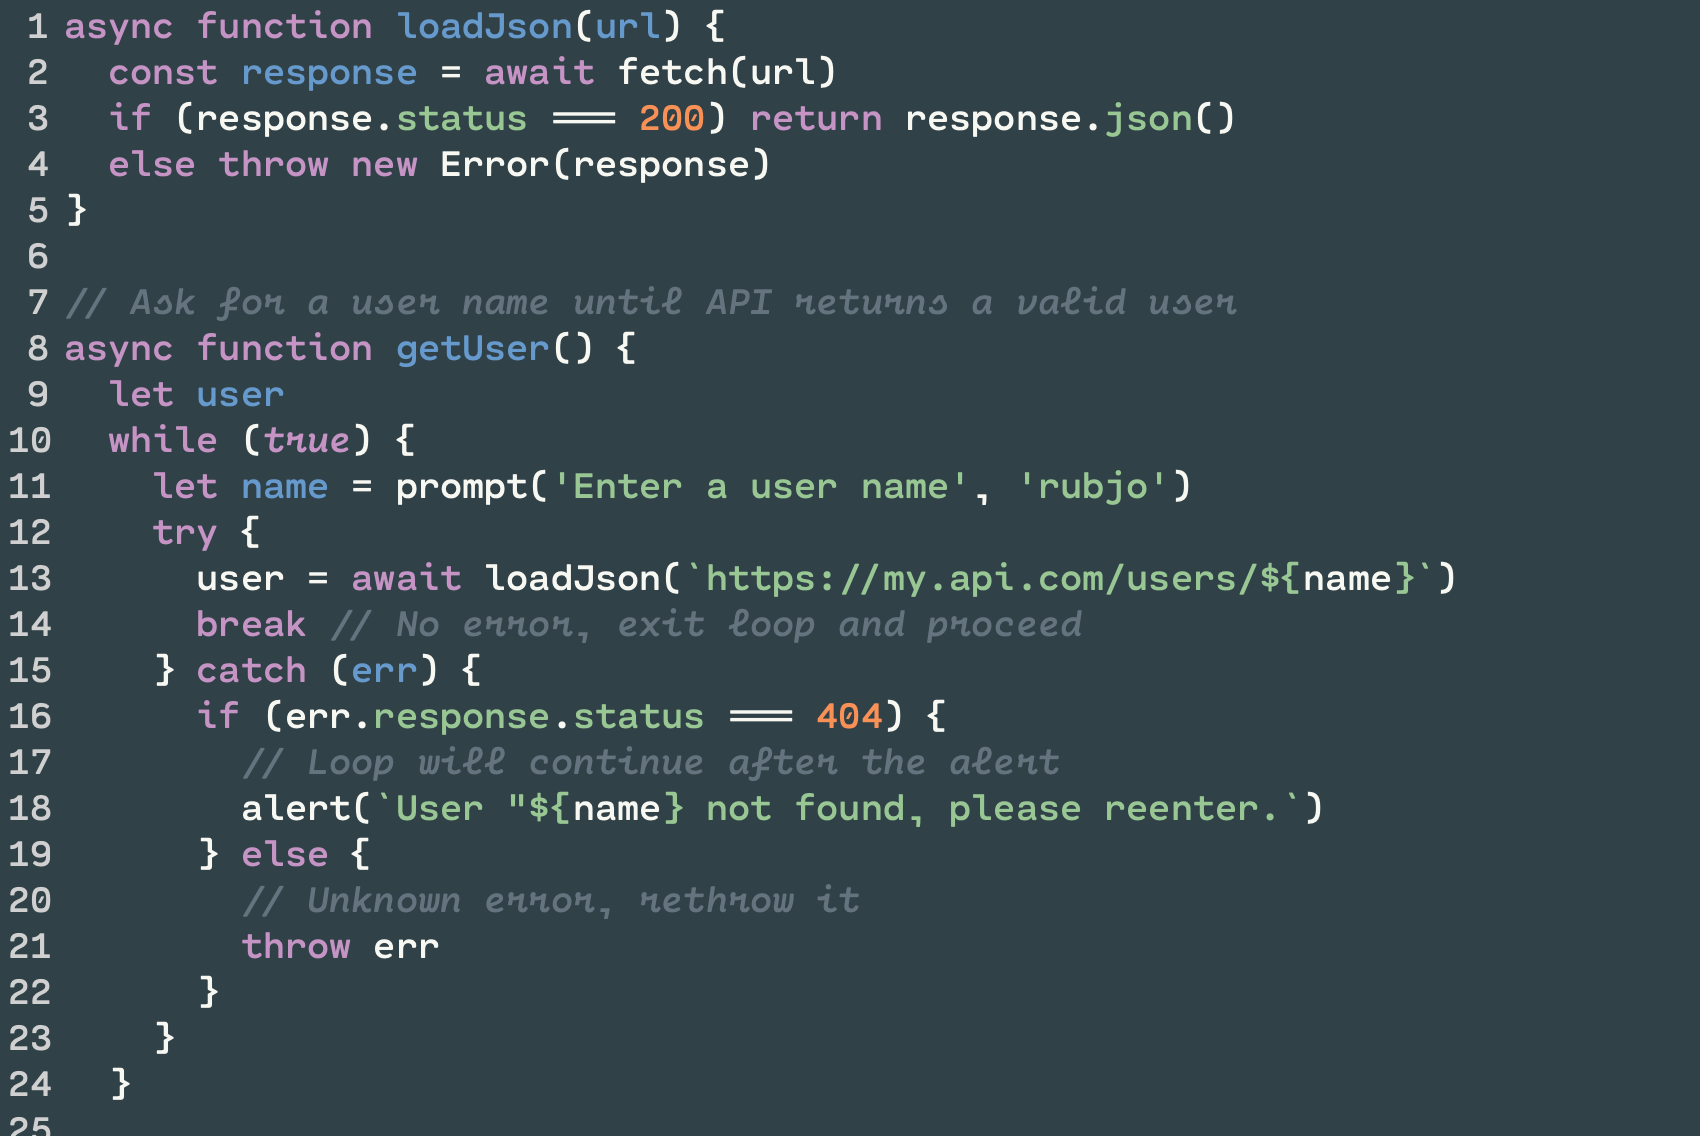 1 async function loadJson(url) {
2   const response = await fetch(url)
3   if (response.status === 200) return response.json()
4   else throw new Error(response)
5 }
6
7 // Ask for a user name until API returns a valid user
8 async function getUser() {
9   let user
10   while (true) {
11     let name = prompt('Enter a user name', 'rubjo')
12     try {
13       user = await loadJson(`https://my.api.com/users/${name}`)
14       break // No error, exit loop and proceed
15     } catch (err) {
16       if (err.response.status === 404) {
17         // Loop will continue after the alert
18         alert(`User "${name} not found, please reenter.`)
19       } else {
20         // Unknown error, rethrow it
21         throw err
22       }
23     }
24   }
25